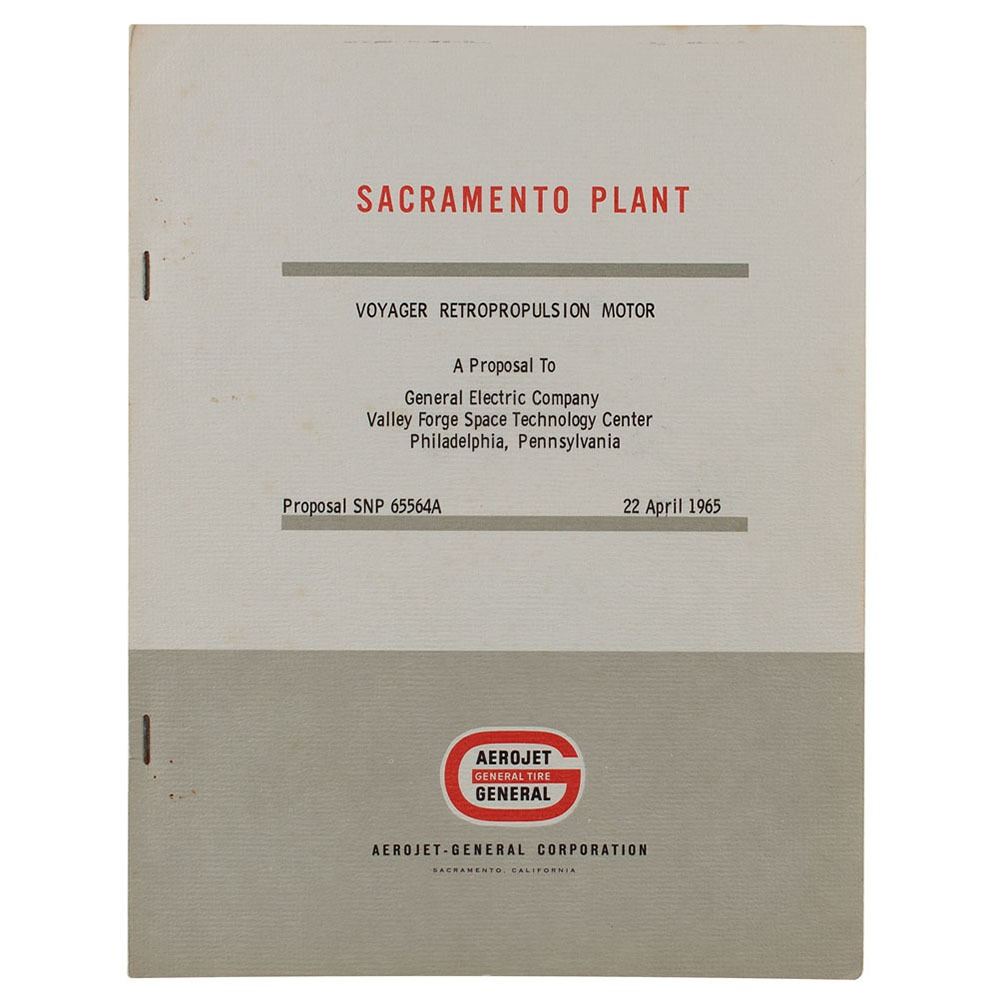 SACRAMENTO PLANT
VOYAGER RETROPROPULSION MOTOR
A Proposal To
General Electric Company
Valley Forge Space Technology Center
Philadelphia, Pennsylvania
Proposal SNP 65564A 22 April 1965
AEROJET
GENERAL TIRE
GENERAL
AEROJET-GENERAL CORPORATION
SACRAMENTO, CALIFORNIA